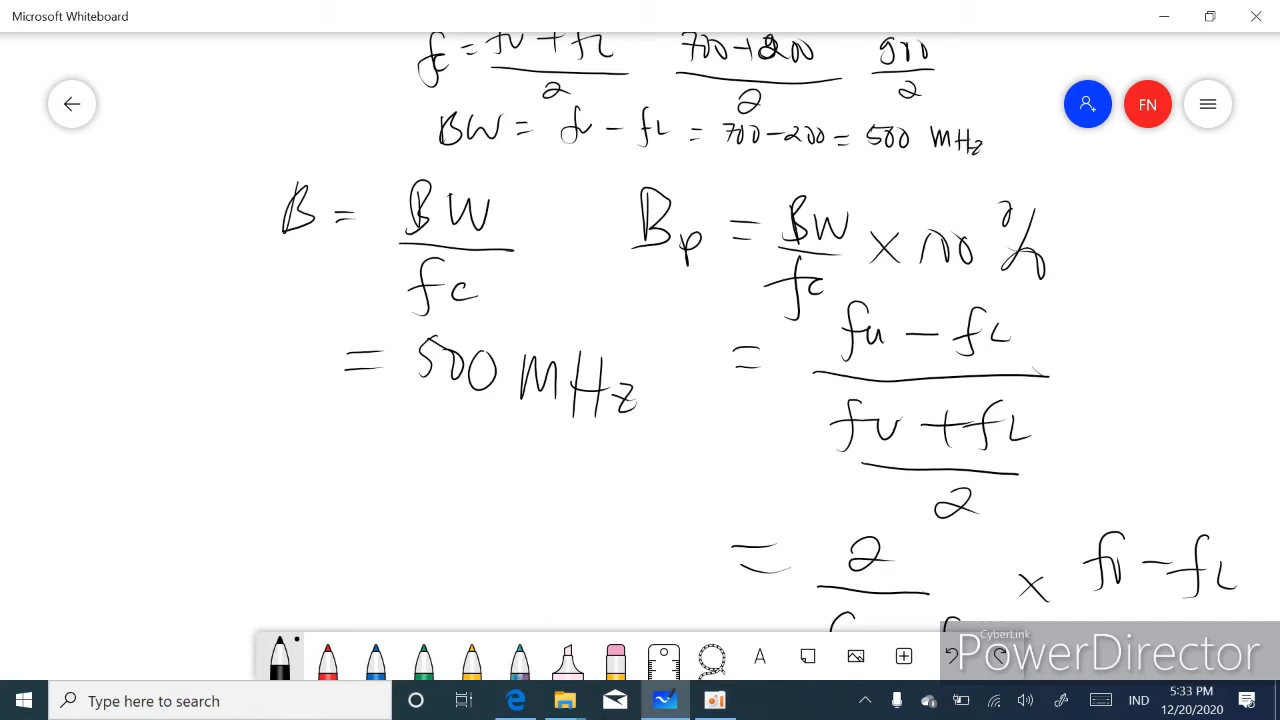 Microsoft Whiteboard
fc = fu + fL / 2 700+200 / 2 900 / 2
BW = fu - fL = 700-200 = 500 MHz
FN
B = BW / fc
Bp = BW / fc × 100 %
= 500 MHz
= fu - fL / fu + fL / 2
= 2 / × fu - fL
A
CyberLink
PowerDirector
Type here to search
IND
5:33 PM
12/20/2020